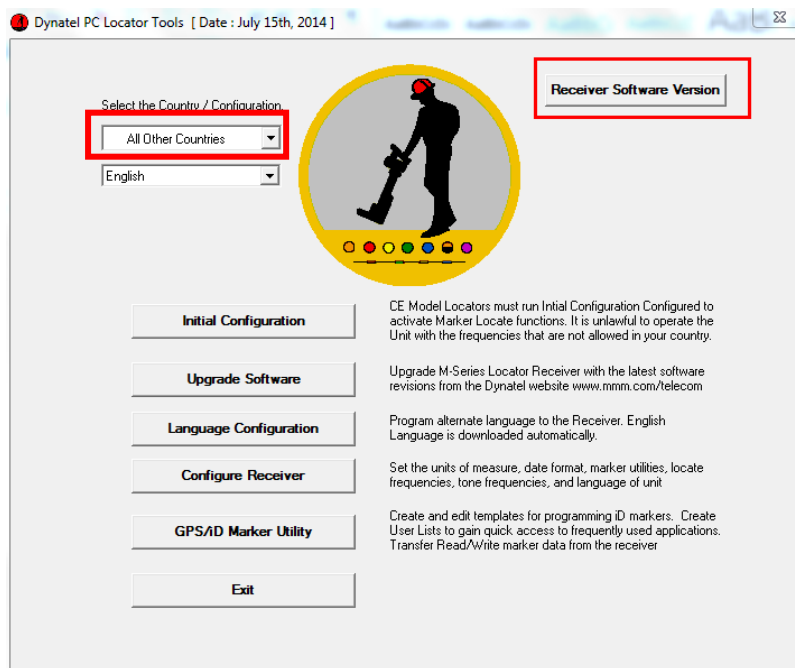 Dynatel PC Locator Tools [ Date : July 15th, 2014 ]
Receiver Software Version
Select the Country / Configuration
All Other Countries
English
Initial Configuration
CE Model Locators must run Intial Configuration Configured to
activate Marker Locate functions. It is unlawful to operate the
Unit with the frequencies that are not allowed in your country.
Upgrade Software
Upgrade M-Series Locator Receiver with the latest software
revisions from the Dynatel website www.mmm.com/telecom
Language Configuration
Program alternate language to the Receiver. English
Language is downloaded automatically.
Configure Receiver
Set the units of measure, date format, marker utilities, locate
frequencies, tone frequencies, and language of unit
GPS/iD Marker Utility
Create and edit templates for programming iD markers. Create
User Lists to gain quick access to frequently used applications.
Transfer Read/Write marker data from the receiver
Exit